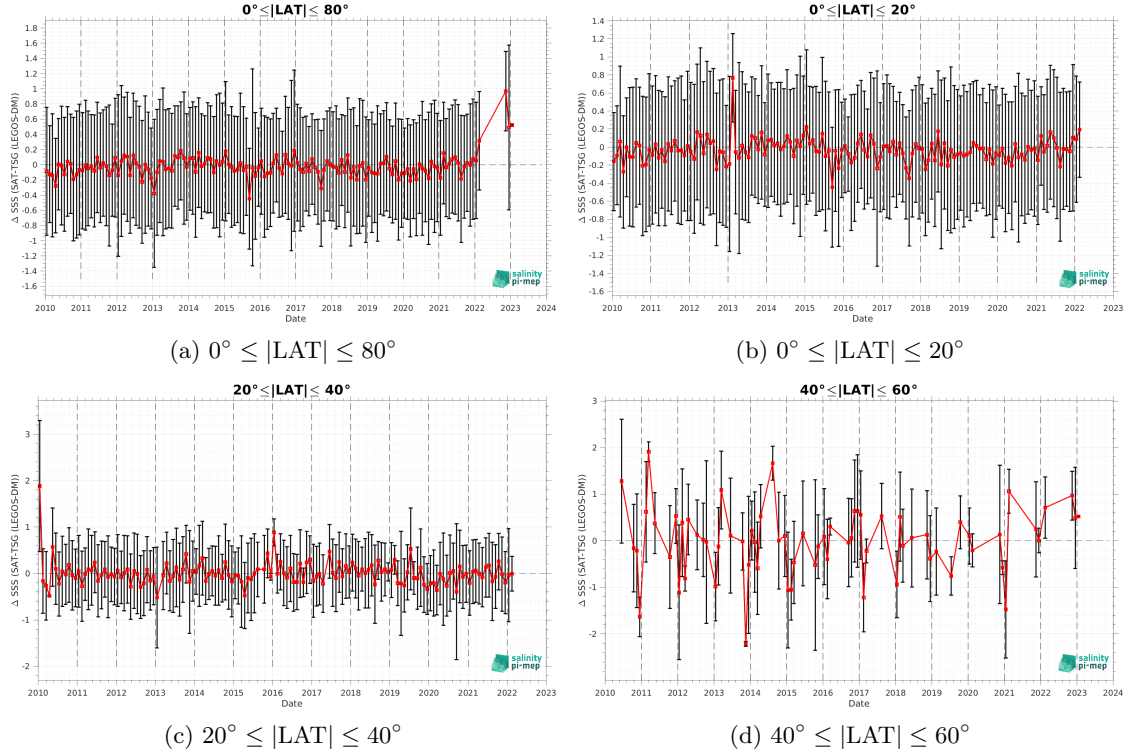 0°≤|LAT|≤ 80°
Δ SSS (SAT-TSG (LEGOS-DM))
1.8
1.6
1.4
1.2
1
0.8
0.6
0.4
0.2
0
-0.2
-0.4
-0.6
-0.8
-1
-1.2
-1.4
-1.6
2010 2011 2012 2013 2014 2015 2016 2017 2018 2019 2020 2021 2022 2023 2024
Date
salinity
pi-mep
(a) 0° ≤ |LAT| ≤ 80°
0°≤|LAT|≤ 20°
Δ SSS (SAT-TSG (LEGOS-DM))
1.4
1.2
1
0.8
0.6
0.4
0.2
0
-0.2
-0.4
-0.6
-0.8
-1
-1.2
-1.4
-1.6
2010 2011 2012 2013 2014 2015 2016 2017 2018 2019 2020 2021 2022 2023
Date
salinity
pi-mep
(b) 0° ≤ |LAT| ≤ 20°
20°≤|LAT|≤ 40°
Δ SSS (SAT-TSG (LEGOS-DM))
3
2
1
0
-1
-2
2010 2011 2012 2013 2014 2015 2016 2017 2018 2019 2020 2021 2022 2023
Date
salinity
pi-mep
(c) 20° ≤ |LAT| ≤ 40°
40°≤|LAT|≤ 60°
Δ SSS (SAT-TSG (LEGOS-DM))
3
2
1
0
-1
-2
2010 2011 2012 2013 2014 2015 2016 2017 2018 2019 2020 2021 2022 2023 2024
Date
salinity
pi-mep
(d) 40° ≤ |LAT| ≤ 60°